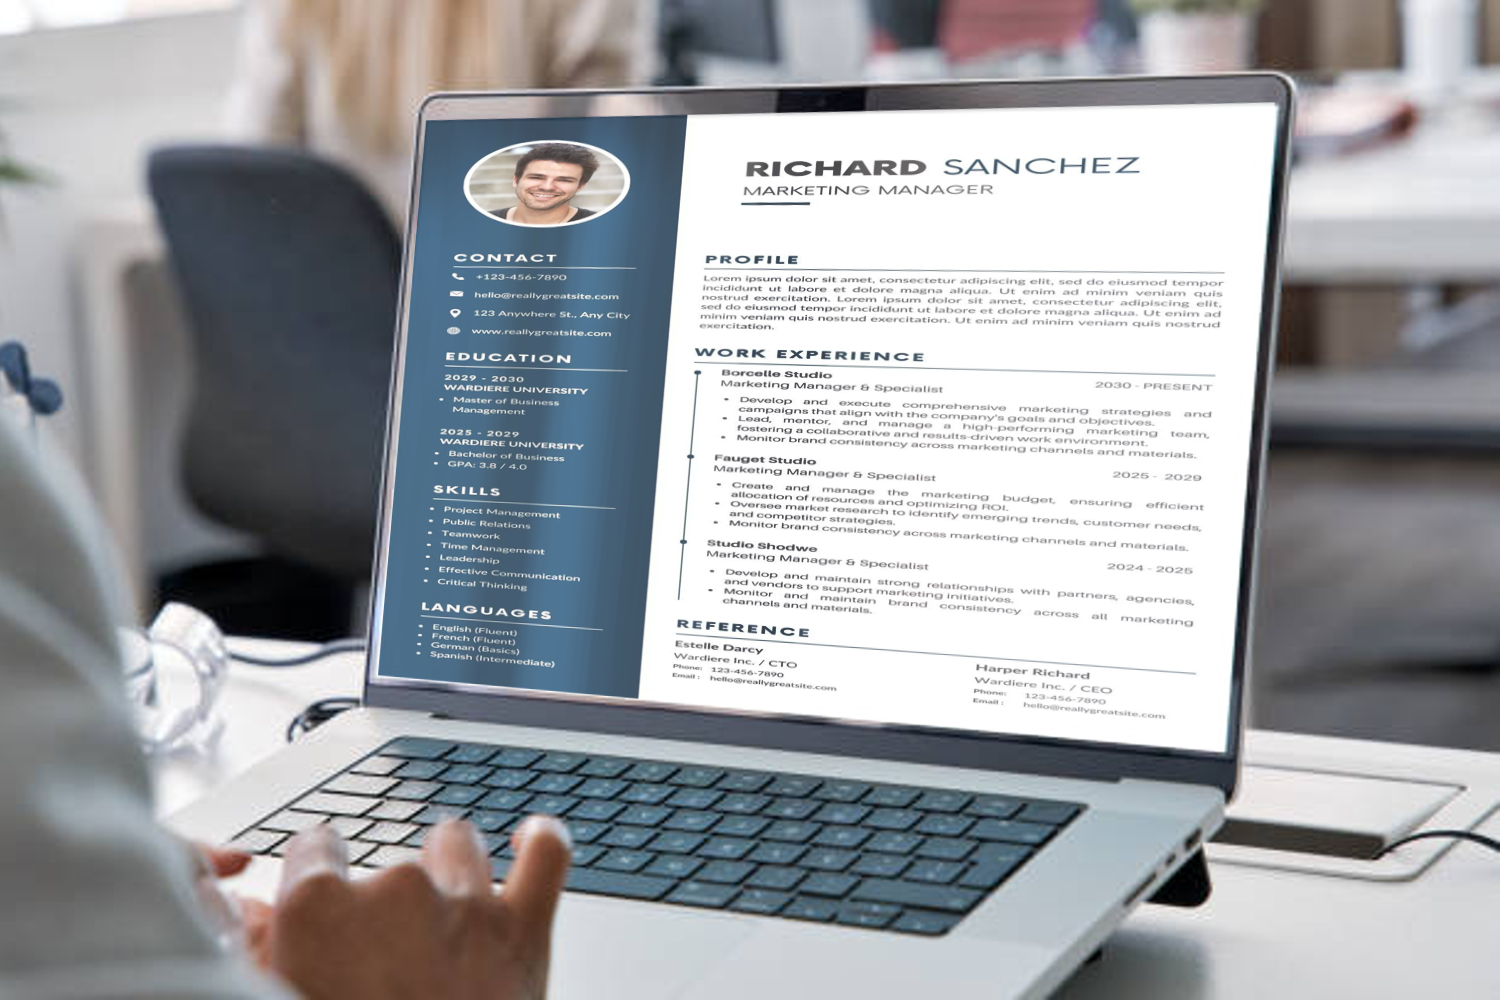 RICHARD SANCHEZ
MARKETING MANAGER
CONTACT
+123-456-7890
hello@reallygreatsite.com
123 Anywhere St., Any City
www.reallygreatsite.com
EDUCATION
2029 - 2030
WARDIERE UNIVERSITY
• Master of Business
Management
2025 - 2029
WARDIERE UNIVERSITY
• Bachelor of Business
• GPA: 3.8 / 4.0
SKILLS
• Project Management
• Public Relations
• Teamwork
• Time Management
• Leadership
• Effective Communication
• Critical Thinking
LANGUAGES
• English (Fluent)
• French (Fluent)
• German (Basics)
• Spanish (Intermediate)
PROFILE
Lorem ipsum dolor sit amet, consectetur adipiscing elit, sed do eiusmod tempor
incididunt ut labore et dolore magna aliqua. Ut enim ad minim veniam quis
nostrud exercitation. Lorem ipsum dolor sit amet, consectetur adipiscing elit,
sed do eiusmod tempor incididunt ut labore et dolore magna aliqua. Ut enim ad
minim veniam quis nostrud exercitation. Ut enim ad minim veniam quis nostrud
exercitation.
WORK EXPERIENCE
Borcelle Studio
Marketing Manager & Specialist 2030 - PRESENT
• Develop and execute comprehensive marketing strategies and
campaigns that align with the company's goals and objectives.
• Lead, mentor, and manage a high-performing marketing team,
fostering a collaborative and results-driven work environment.
• Monitor brand consistency across marketing channels and materials.
Fauget Studio
Marketing Manager & Specialist 2025 - 2029
• Create and manage the marketing budget, ensuring efficient
allocation of resources and optimizing ROI.
• Oversee market research to identify emerging trends, customer needs,
and competitor strategies.
• Monitor brand consistency across marketing channels and materials.
Studio Shodwe
Marketing Manager & Specialist 2024 - 2025
• Develop and maintain strong relationships with partners, agencies,
and vendors to support marketing initiatives.
• Monitor and maintain brand consistency across all marketing
channels and materials.
REFERENCE
Estelle Darcy
Wardiere Inc. / CTO
Phone: 123-456-7890
Email : hello@reallygreatsite.com
Harper Richard
Wardiere Inc. / CEO
Phone: 123-456-7890
Email : hello@reallygreatsite.com